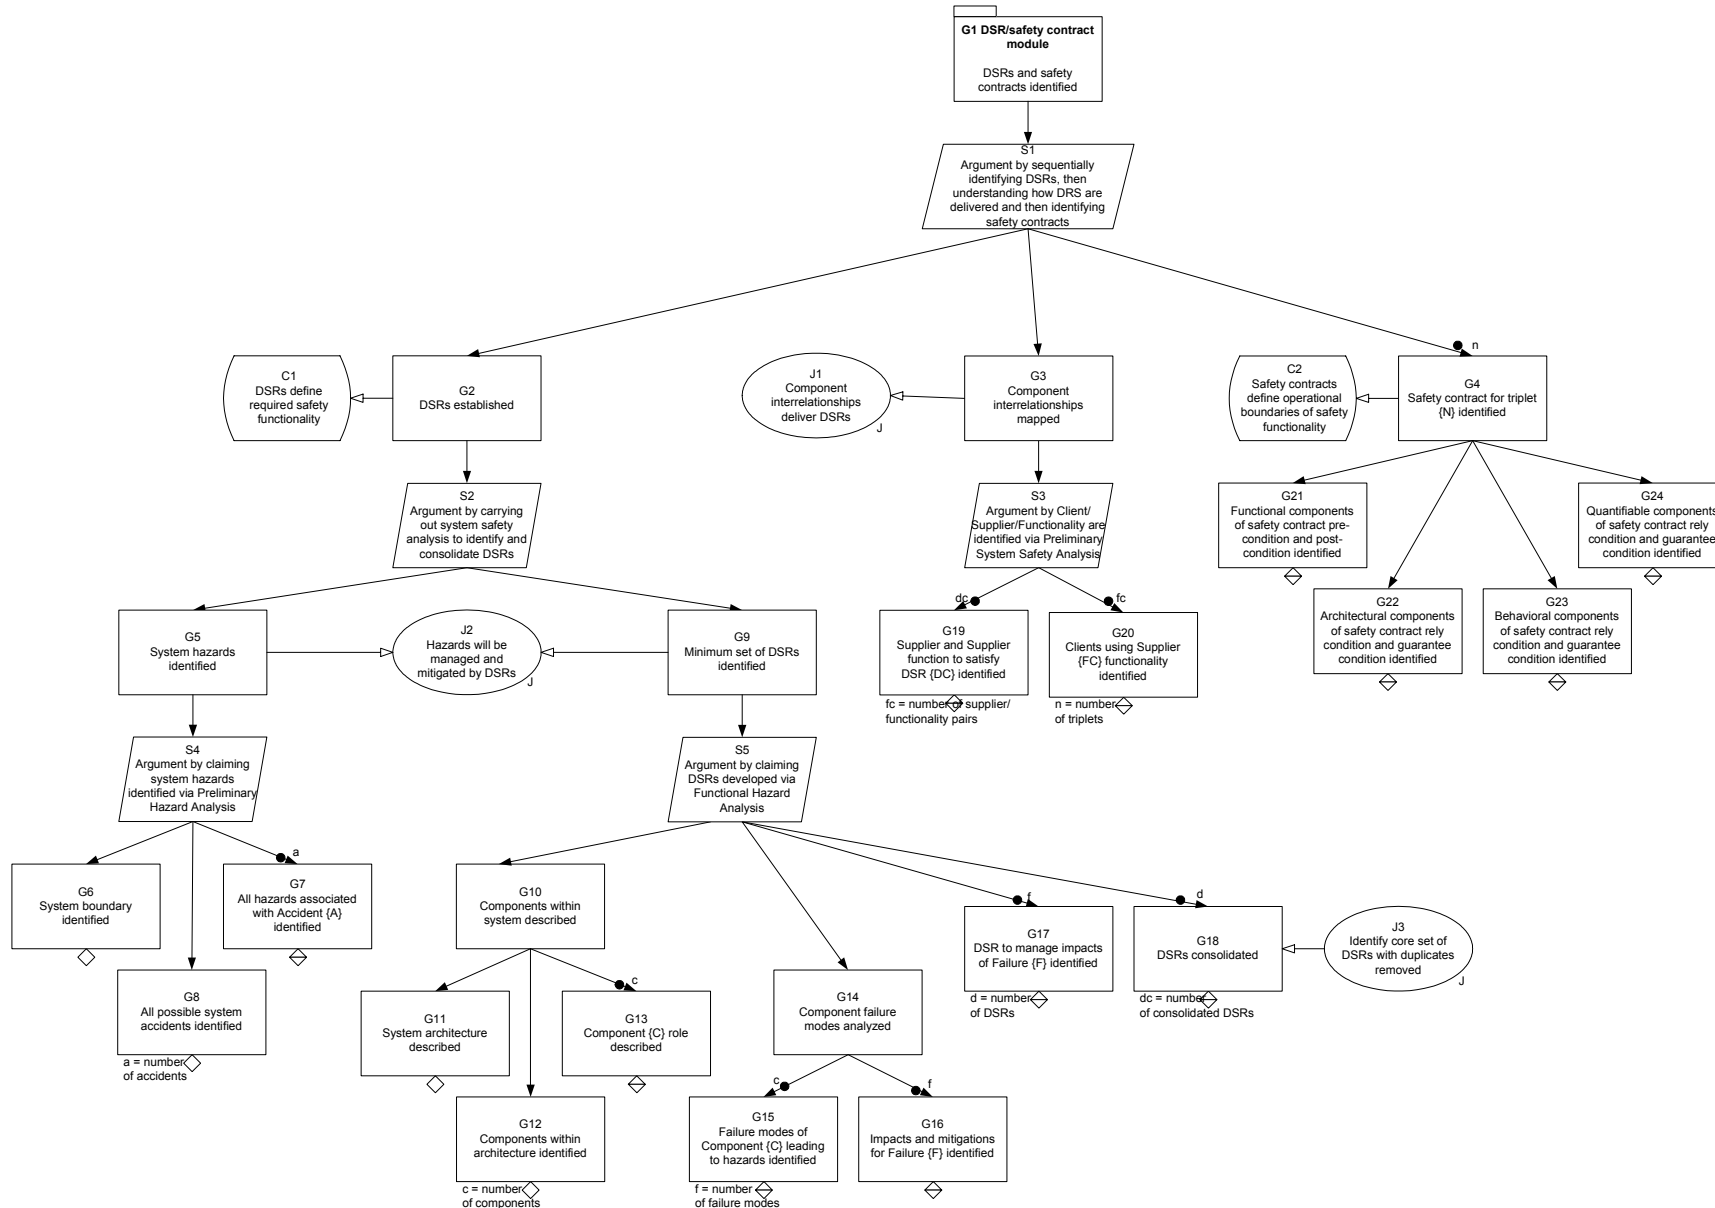 G1 DSR/safety contract
module
DSRs and safety
contracts identified
S1
Argument by sequentially
identifying DSRs, then
understanding how DRS are
delivered and then identifying
safety contracts
n
C1
DSRs define
required safety
functionality
G2
DSRs established
J1
Component
interrelationships
deliver DSRs
J
G3
Component
interrelationships
mapped
C2
Safety contracts
define operational
boundaries of safety
functionality
G4
Safety contract for triplet
{N} identified
S2
Argument by carrying
out system safety
analysis to identify and
consolidate DSRs
S3
Argument by Client/
Supplier/Functionality are
identified via Preliminary
System Safety Analysis
G21
Functional components
of safety contract pre-
condition and post-
condition identified
G24
Quantifiable components
of safety contract rely
condition and guarantee
condition identified
dc
fc
G22
Architectural components
of safety contract rely
condition and guarantee
condition identified
G23
Behavioral components
of safety contract rely
condition and guarantee
condition identified
G5
System hazards
identified
J2
Hazards will be
managed and
mitigated by DSRs
J
G9
Minimum set of DSRs
identified
G19
Supplier and Supplier
function to satisfy
DSR {DC} identified
fc = number of supplier/
functionality pairs
G20
Clients using Supplier
{FC} functionality
identified
n = number
of triplets
S4
Argument by claiming
system hazards
identified via Preliminary
Hazard Analysis
S5
Argument by claiming
DSRs developed via
Functional Hazard
Analysis
a
G6
System boundary
identified
G7
All hazards associated
with Accident {A}
identified
G10
Components within
system described
f
d
G17
DSR to manage impacts
of Failure {F} identified
d = number
of DSRs
G18
DSRs consolidated
dc = number
of consolidated DSRs
J3
Identify core set of
DSRs with duplicates
removed
J
G8
All possible system
accidents identified
a = number
of accidents
c
G11
System architecture
described
G13
Component {C} role
described
G14
Component failure
modes analyzed
c
f
G12
Components within
architecture identified
c = number
of components
G15
Failure modes of
Component {C} leading
to hazards identified
f = number
of failure modes
G16
Impacts and mitigations
for Failure {F} identified